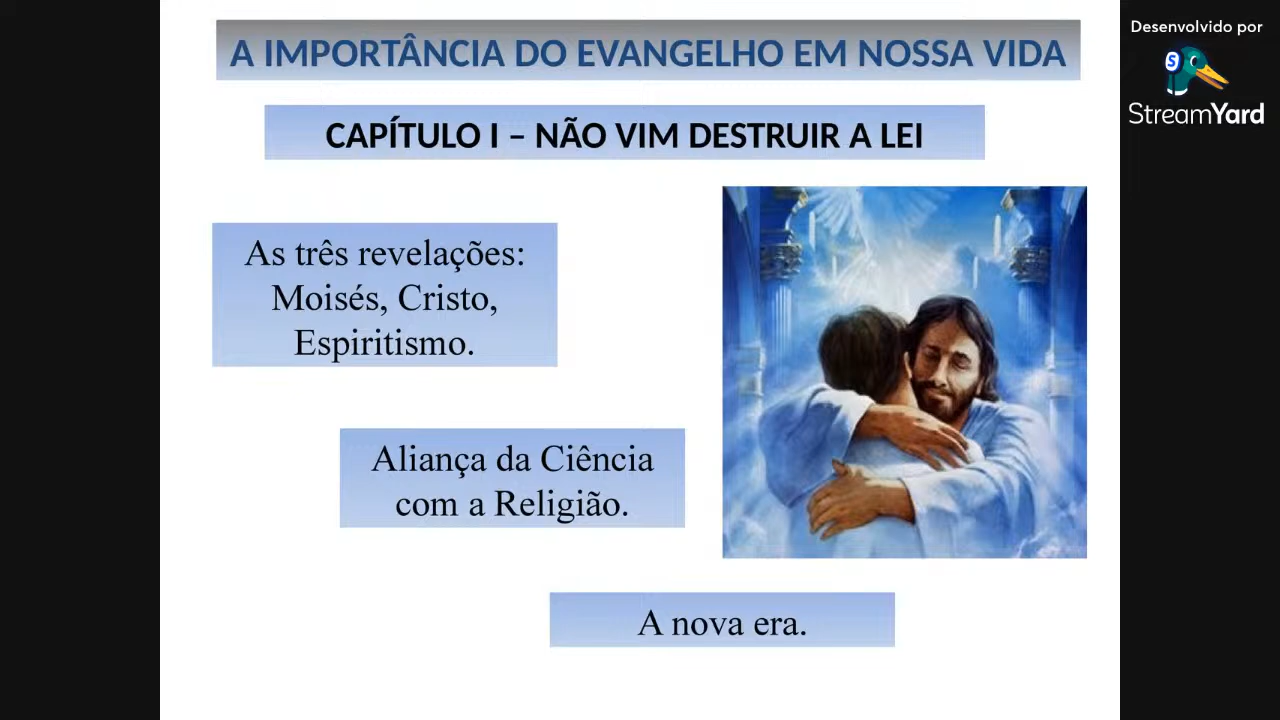 A IMPORTÂNCIA DO EVANGELHO EM NOSSA VIDA
CAPÍTULO I – NÃO VIM DESTRUIR A LEI
As três revelações:
Moisés, Cristo,
Espiritismo.
Aliança da Ciência
com a Religião.
A nova era.
Desenvolvido por
S
StreamYard